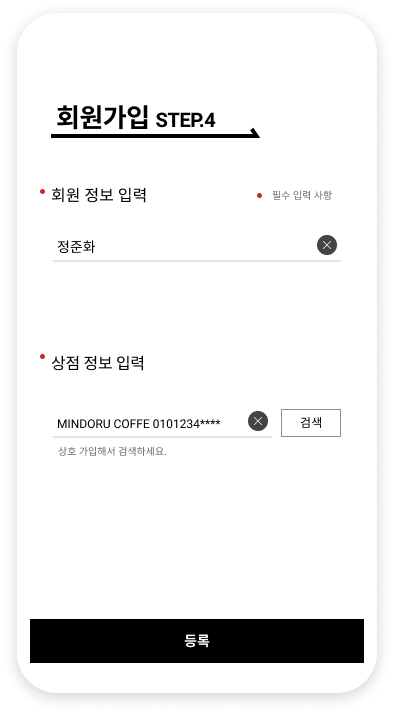 회원가입 STEP.4
회원 정보 입력
필수 입력 사항
정준화
상점 정보 입력
MINDORU COFFE 0101234****
검색
상호 가입해서 검색하세요.
등록